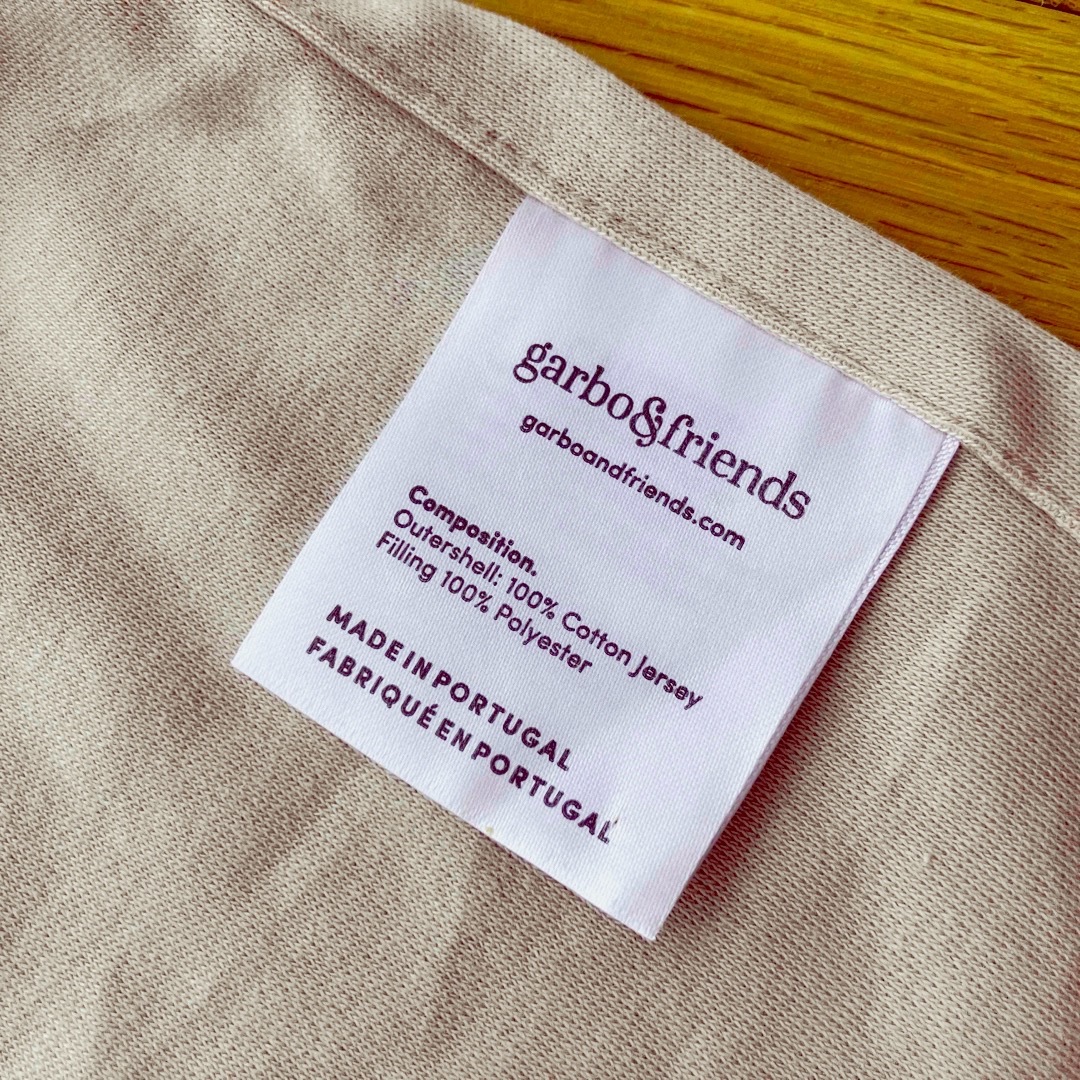 garbo&friends
garboandfriends.com
Composition.
Outershell: 100% Cotton Jersey
Filling 100% Polyester
MADE IN PORTUGAL
FABRIQUÉ EN PORTUGAL